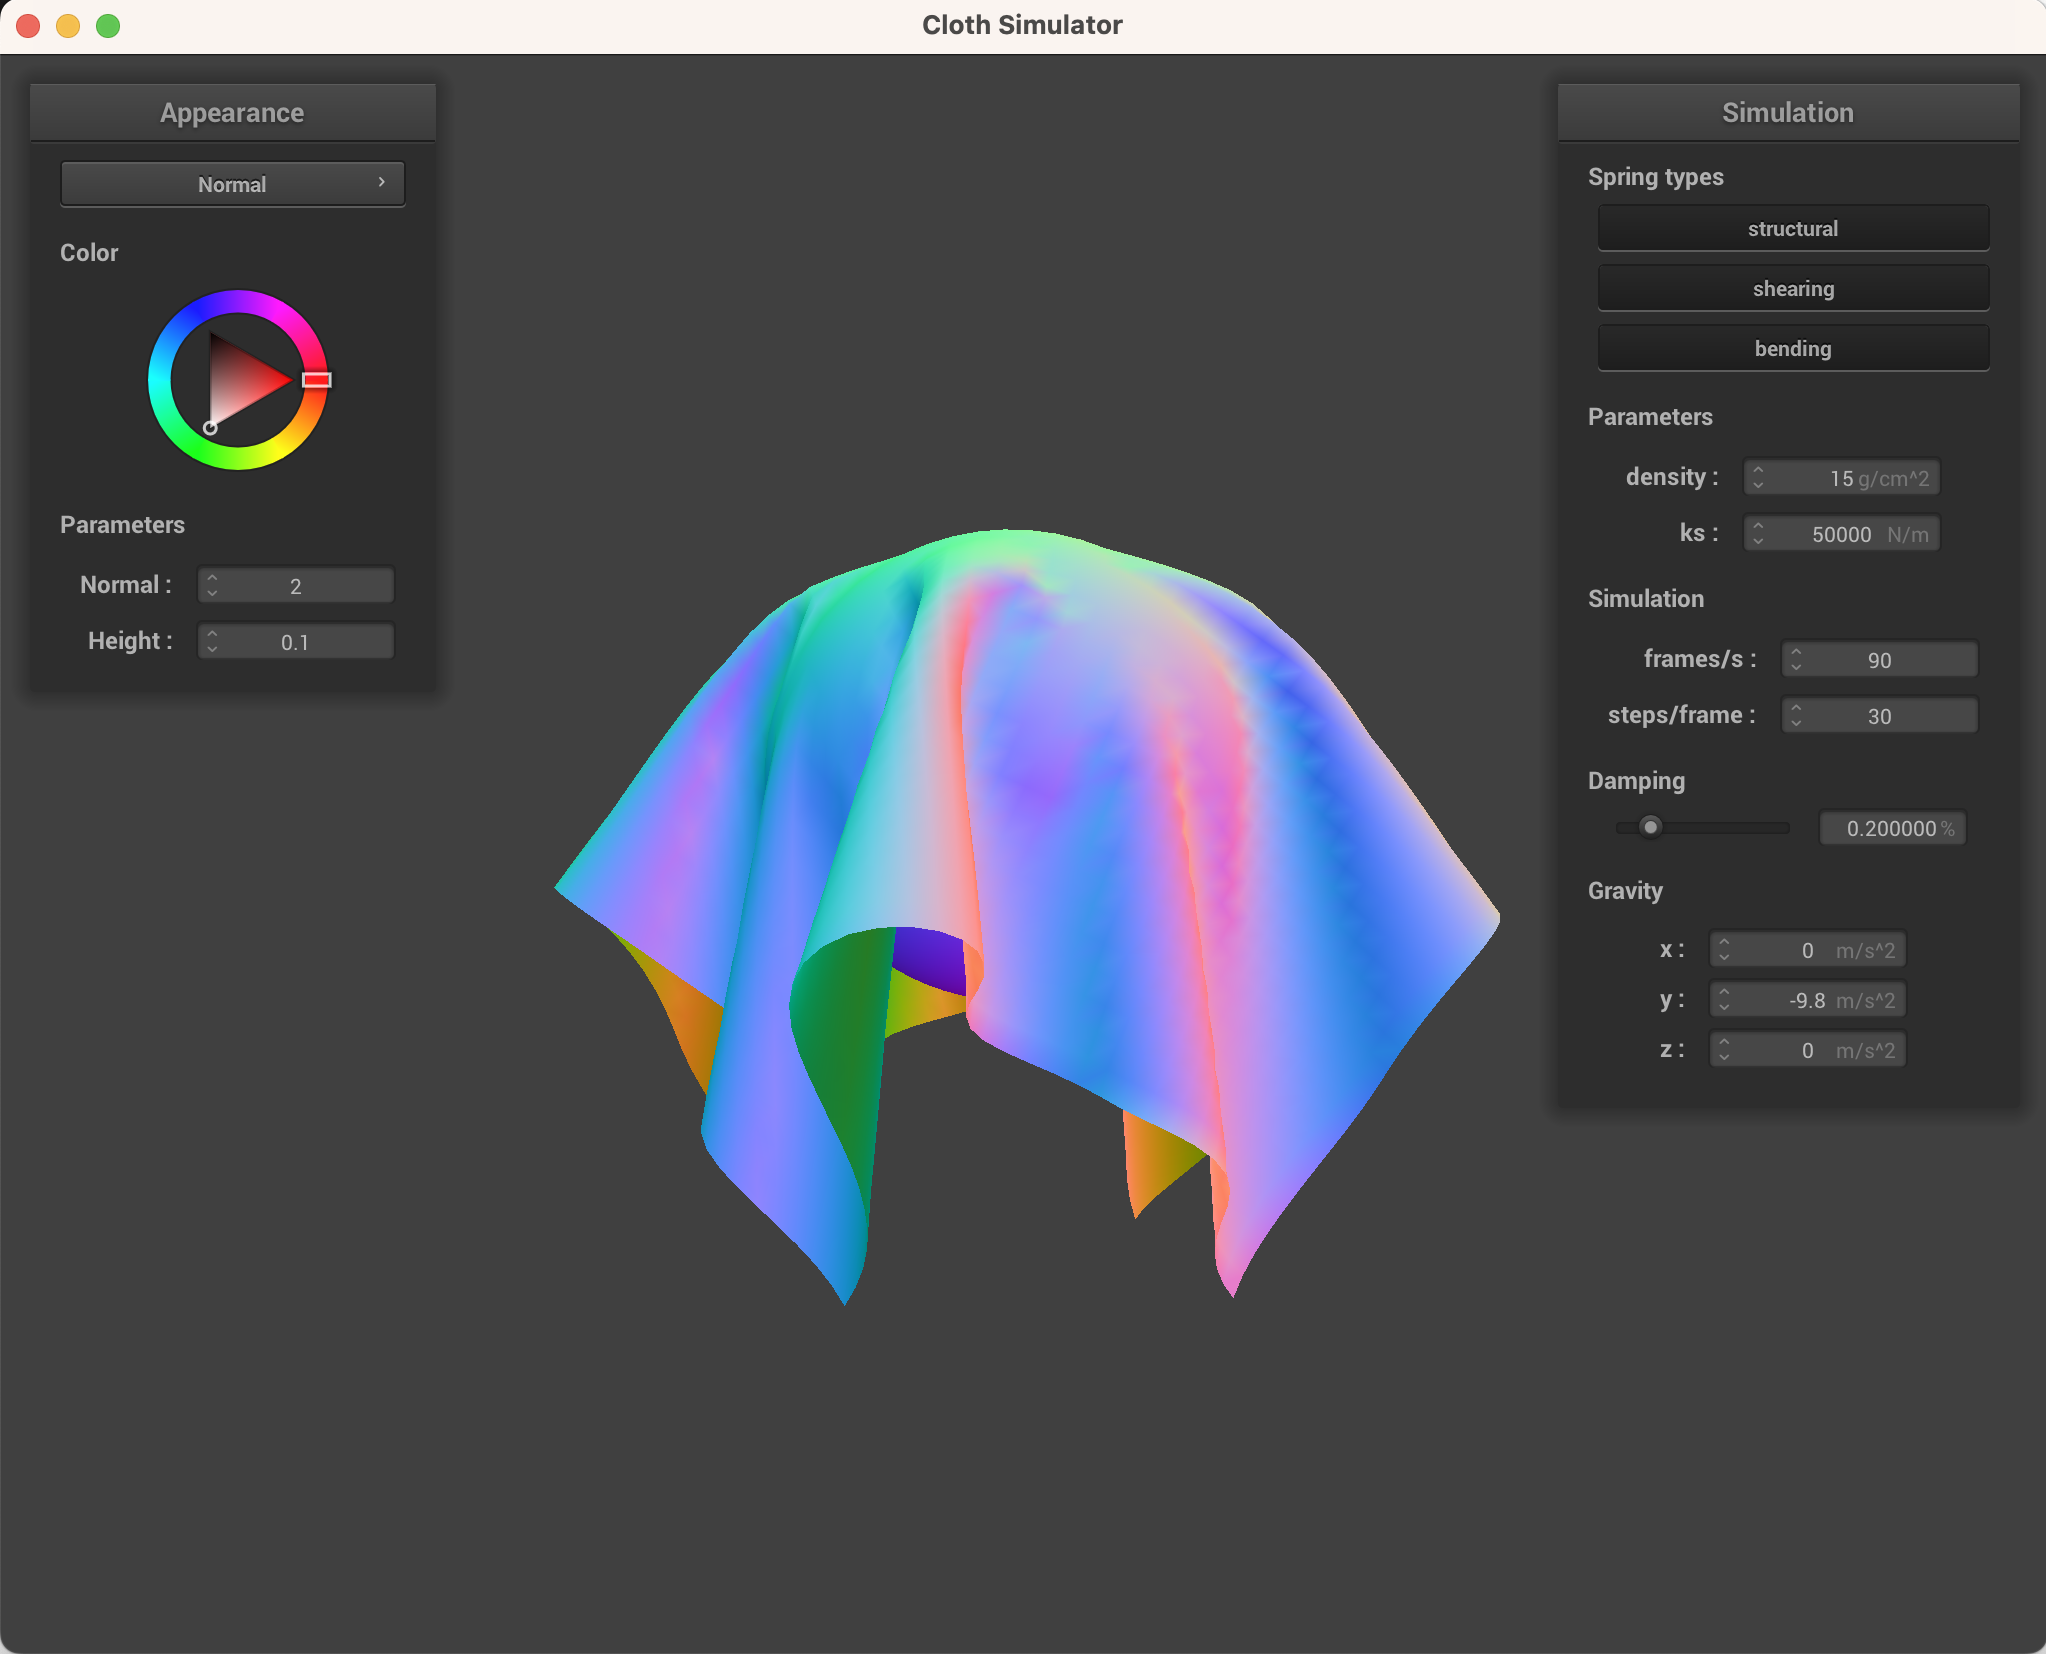 Cloth Simulator
Appearance
Normal
Color
Parameters
Normal : 2
Height : 0.1
Simulation
Spring types
structural
shearing
bending
Parameters
density : 15 g/cm^2
ks : 50000 N/m
Simulation
frames/s : 90
steps/frame : 30
Damping
0.200000 %
Gravity
x : 0 m/s^2
y : -9.8 m/s^2
z : 0 m/s^2